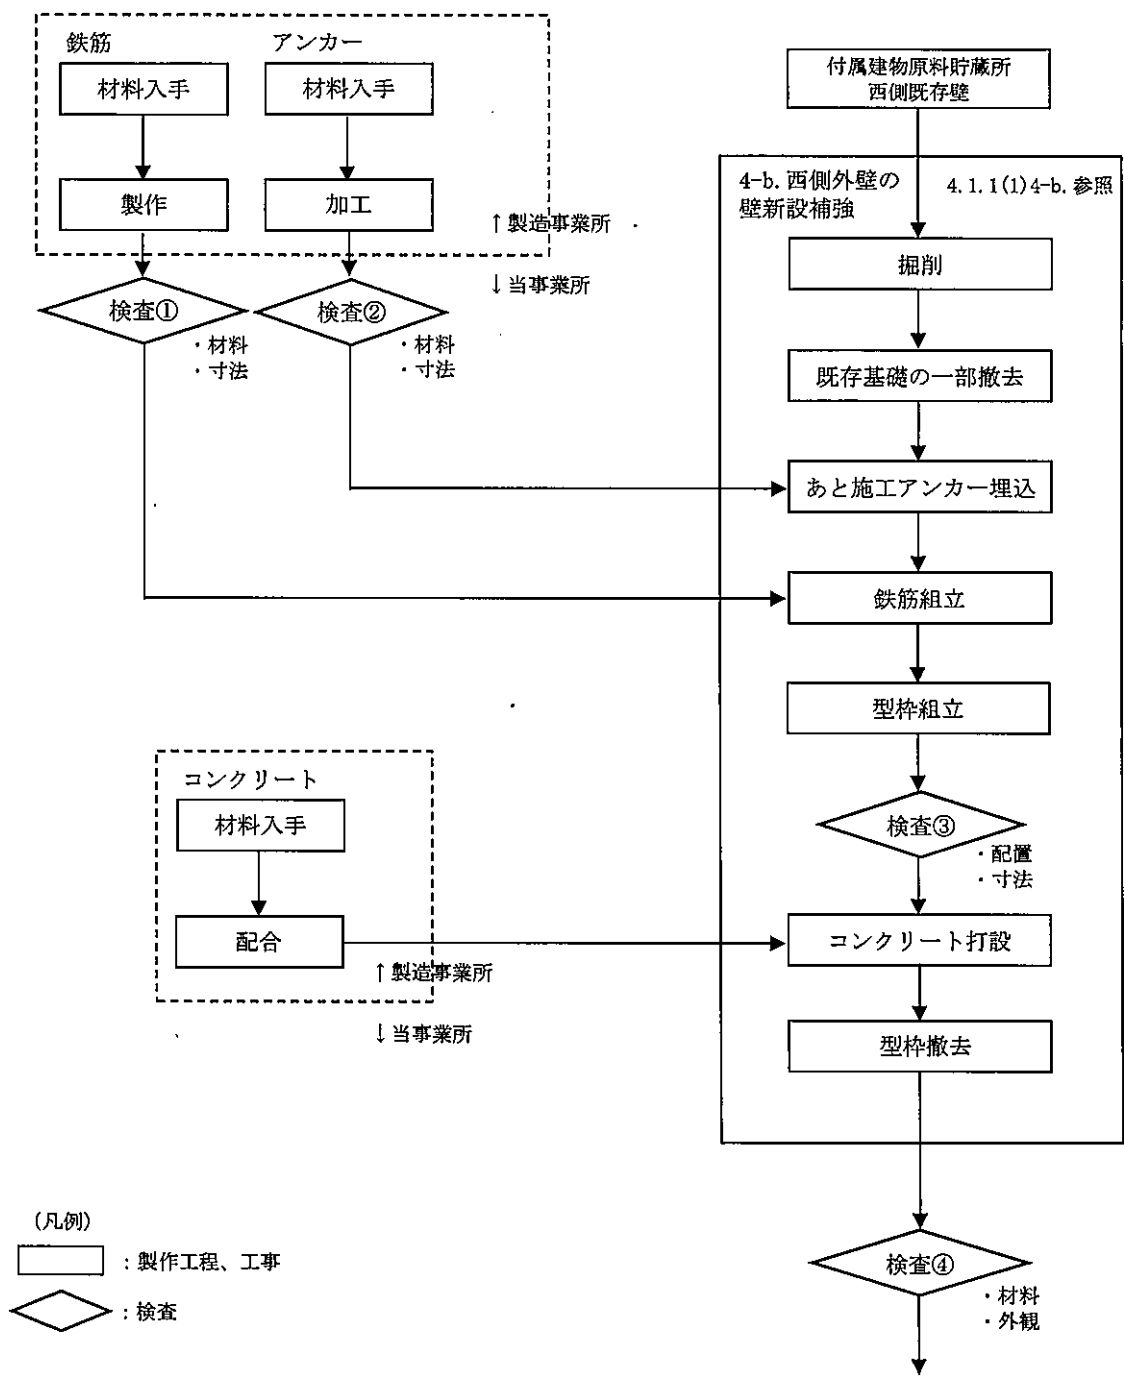 鉄筋
アンカー
材料入手
材料入手
製作
加工
↑製造事業所
↓当事業所
検査①
・材料
・寸法
検査②
・材料
・寸法
付属建物原料貯蔵所
西側既存壁
4-b. 西側外壁の
壁新設補強
4.1.1(1)4-b. 参照
掘削
既存基礎の一部撤去
あと施工アンカー埋込
鉄筋組立
型枠組立
検査③
・配置
・寸法
コンクリート
材料入手
配合
↑製造事業所
↓当事業所
コンクリート打設
型枠撤去
検査④
・材料
・外観
(凡例)
：製作工程、工事
：検査